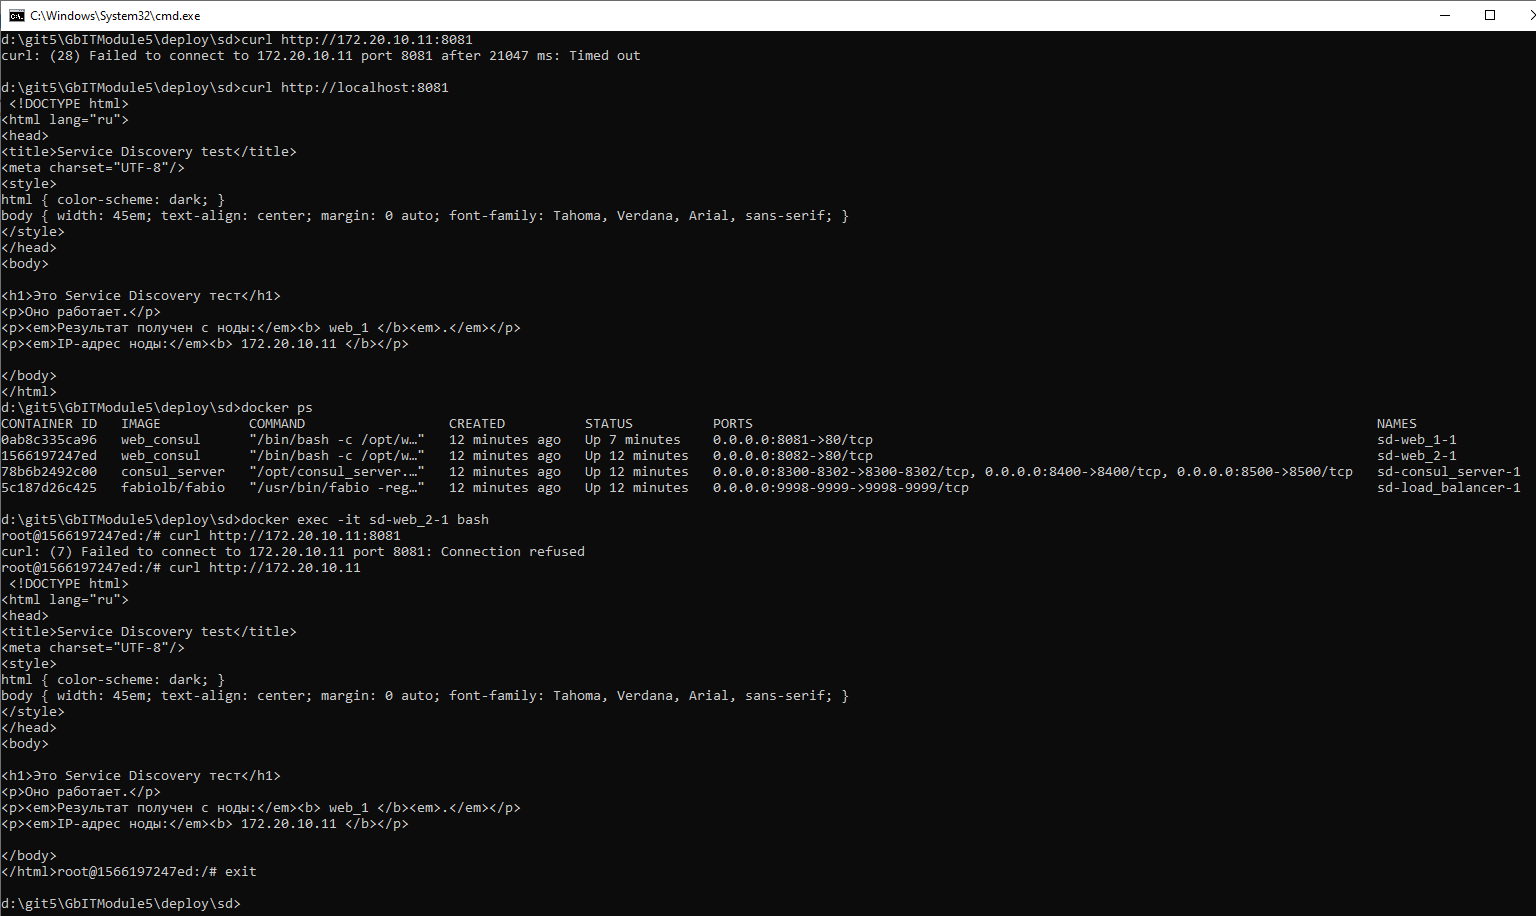 C:\Windows\System32\cmd.exe
d:\git5\GbITModule5\deploy\sd>curl http://172.20.10.11:8081
curl: (28) Failed to connect to 172.20.10.11 port 8081 after 21047 ms: Timed out
d:\git5\GbITModule5\deploy\sd>curl http://localhost:8081
<!DOCTYPE html>
<html lang="ru">
<head>
<title>Service Discovery test</title>
<meta charset="UTF-8"/>
<style>
html { color-scheme: dark; }
body { width: 45em; text-align: center; margin: 0 auto; font-family: Tahoma, Verdana, Arial, sans-serif; }
</style>
</head>
<body>
<h1>Это Service Discovery тест</h1>
<p>Оно работает.</p>
<p><em>Результат получен с ноды:</em><b> web_1 </b><em>.</em></p>
<p><em>IP-адрес ноды:</em><b> 172.20.10.11 </b></p>
</body>
</html>
d:\git5\GbITModule5\deploy\sd>docker ps
CONTAINER ID   IMAGE           COMMAND                  CREATED          STATUS          PORTS                                                                              NAMES
0ab8c335ca96   web_consul      "/bin/bash -c /opt/w…"   12 minutes ago   Up 7 minutes    0.0.0.0:8081->80/tcp                                                               sd-web_1-1
1566197247ed   web_consul      "/bin/bash -c /opt/w…"   12 minutes ago   Up 12 minutes   0.0.0.0:8082->80/tcp                                                               sd-web_2-1
78b6b2492c00   consul_server   "/opt/consul_server.…"   12 minutes ago   Up 12 minutes   0.0.0.0:8300-8302->8300-8302/tcp, 0.0.0.0:8400->8400/tcp, 0.0.0.0:8500->8500/tcp   sd-consul_server-1
5c187d26c425   fabiolb/fabio   "/usr/bin/fabio -reg…"   12 minutes ago   Up 12 minutes   0.0.0.0:9998-9999->9998-9999/tcp                                                   sd-load_balancer-1
d:\git5\GbITModule5\deploy\sd>docker exec -it sd-web_2-1 bash
root@1566197247ed:/# curl http://172.20.10.11:8081
curl: (7) Failed to connect to 172.20.10.11 port 8081: Connection refused
root@1566197247ed:/# curl http://172.20.10.11
<!DOCTYPE html>
<html lang="ru">
<head>
<title>Service Discovery test</title>
<meta charset="UTF-8"/>
<style>
html { color-scheme: dark; }
body { width: 45em; text-align: center; margin: 0 auto; font-family: Tahoma, Verdana, Arial, sans-serif; }
</style>
</head>
<body>
<h1>Это Service Discovery тест</h1>
<p>Оно работает.</p>
<p><em>Результат получен с ноды:</em><b> web_1 </b><em>.</em></p>
<p><em>IP-адрес ноды:</em><b> 172.20.10.11 </b></p>
</body>
</html>root@1566197247ed:/# exit
d:\git5\GbITModule5\deploy\sd>